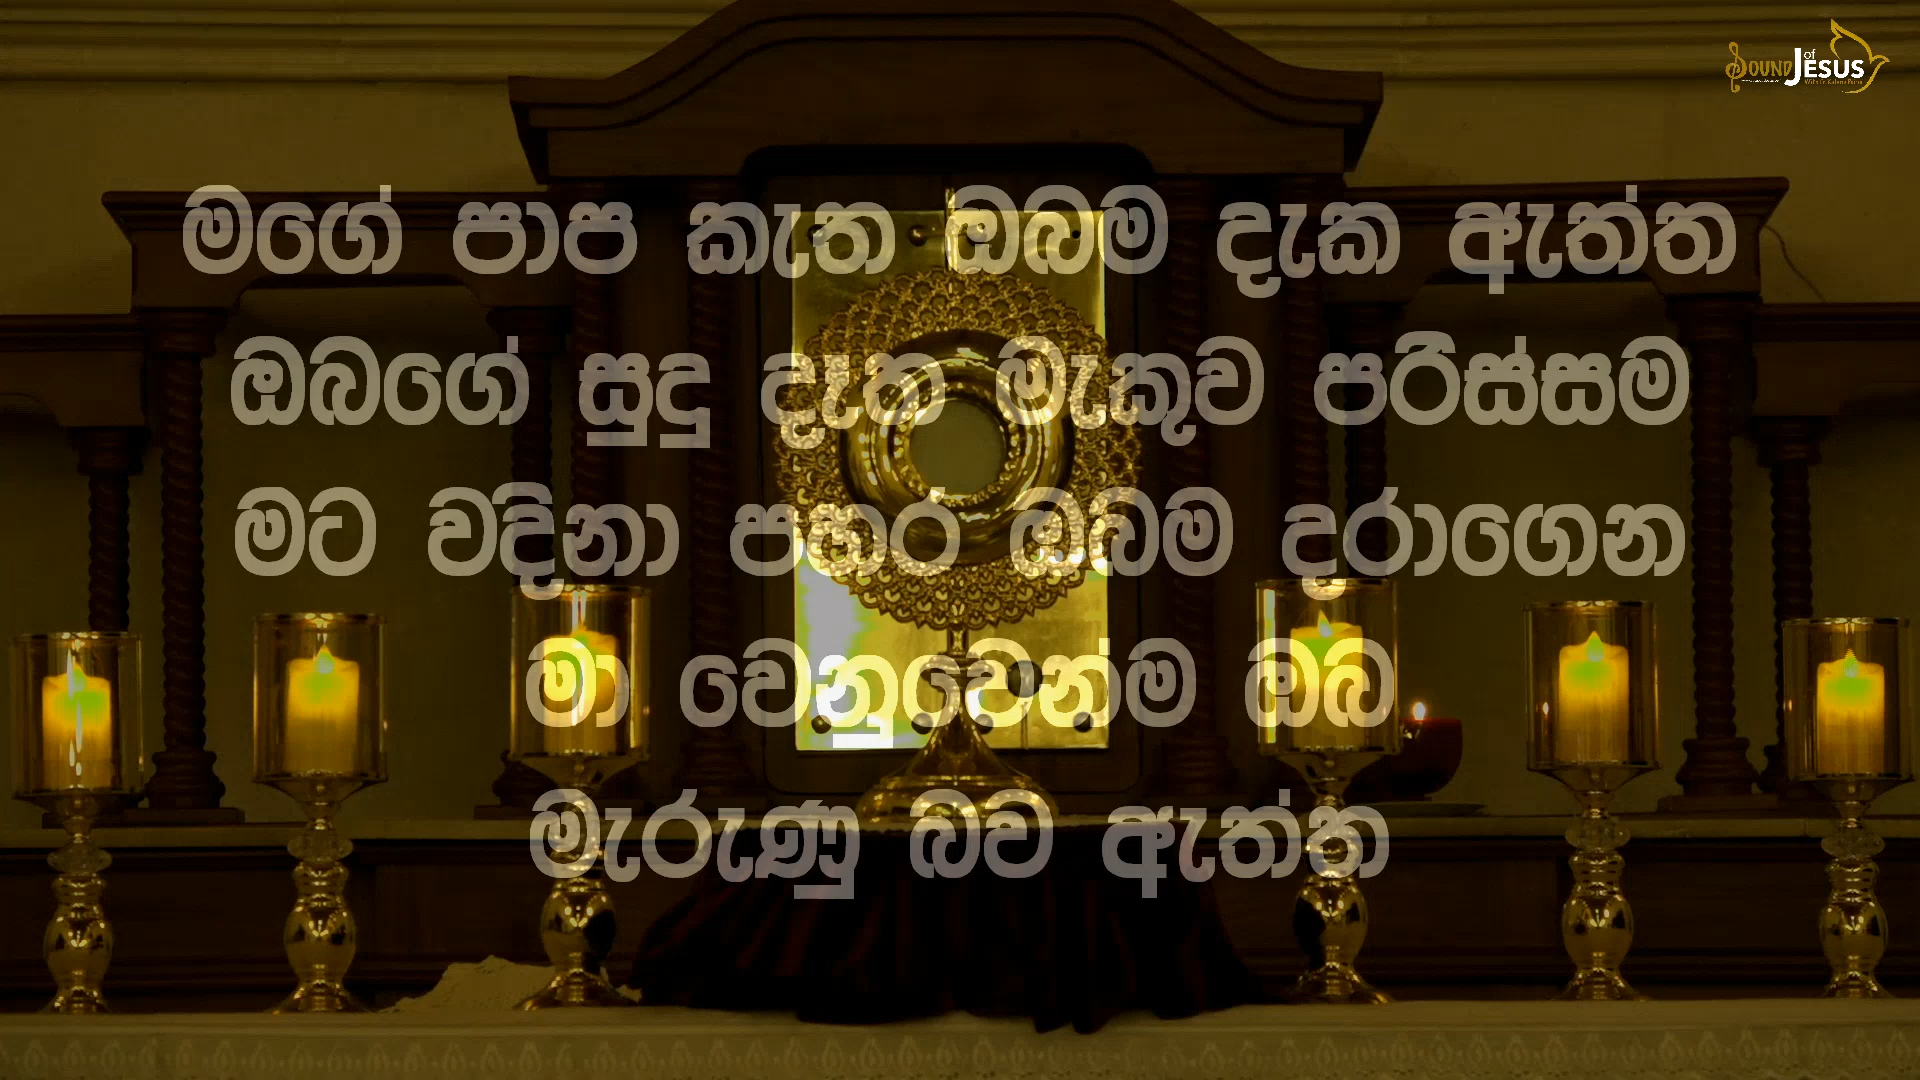 Sound of Jesus
මගේ පාප කැත ඔබම දැක ඇත්ත
ඔබගේ සුදු දෑත මැකුව පරිස්සම
මට වදිනා පහර ඔබම දරාගෙන
මා වෙනුවෙන්ම ඔබ
මැරුණු බව ඇත්ත